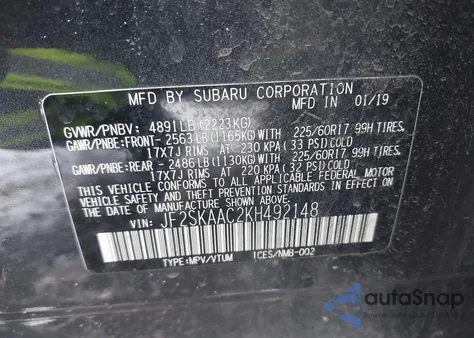 MFD BY SUBARU CORPORATION
MFD IN 01/19
GVWR/PNBV: 4891LB(2223KG)
GAWR/PNBE:FRONT- 2563LB(1165KG)WITH 225/60R17 99H TIRES,
17X7J RIMS, AT 230 KPA (33 PSI)COLD
GAWR/PNBE:REAR - 2486LB(1130KG)WITH 225/60R17 99H TIRES,
17X7J RIMS, AT 220 KPA (32 PSI)COLD
THIS VEHICLE CONFORMS TO ALL APPLICABLE FEDERAL MOTOR
VEHICLE SAFETY AND THEFT PREVENTION STANDARDS IN EFFECT ON
THE DATE OF MANUFACTURE SHOWN ABOVE.
VIN: JF2SKAAC2KH492148
TYPE:MPV/VTUM ICES/NMB-002
autoSnap